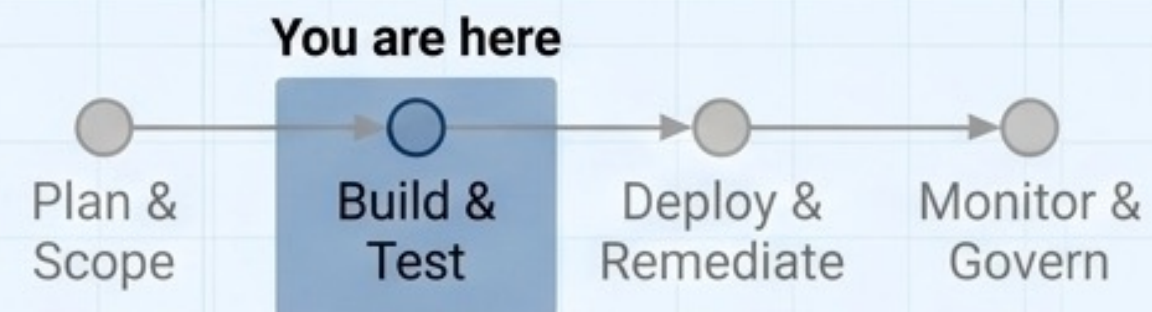 You are here
Plan &
Scope
Build &
Test
Deploy &
Remediate
Monitor &
Govern